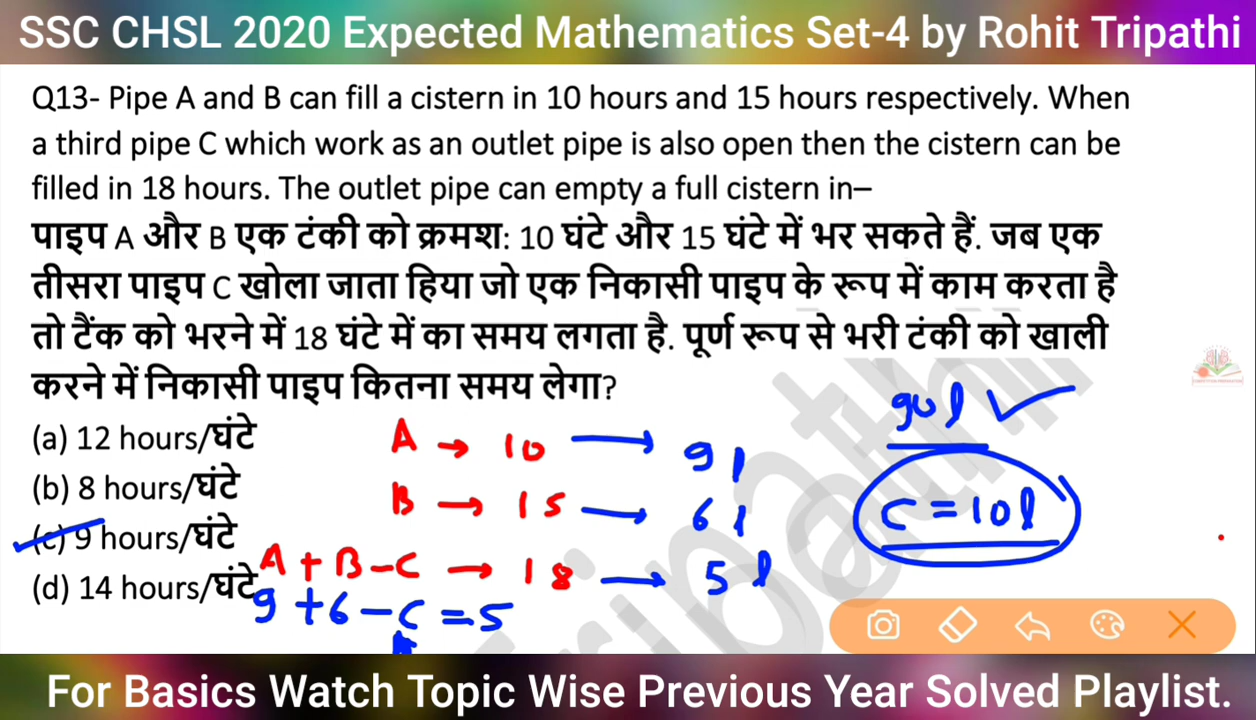 SSC CHSL 2020 Expected Mathematics Set-4 by Rohit Tripathi
Q13- Pipe A and B can fill a cistern in 10 hours and 15 hours respectively. When
a third pipe C which work as an outlet pipe is also open then the cistern can be
filled in 18 hours. The outlet pipe can empty a full cistern in–
पाइप A और B एक टंकी को क्रमश: 10 घंटे और 15 घंटे में भर सकते हैं. जब एक
तीसरा पाइप C खोला जाता हिया जो एक निकासी पाइप के रूप में काम करता है
तो टैंक को भरने में 18 घंटे में का समय लगता है. पूर्ण रूप से भरी टंकी को खाली
करने में निकासी पाइप कितना समय लेगा?
(a) 12 hours/घंटे
(b) 8 hours/घंटे
(c) 9 hours/घंटे
(d) 14 hours/घंटे
A → 10 → 9 l
B → 15 → 6 l
A + B - C → 18 → 5 l
9 + 6 - C = 5
90 l
C = 10 l
For Basics Watch Topic Wise Previous Year Solved Playlist.